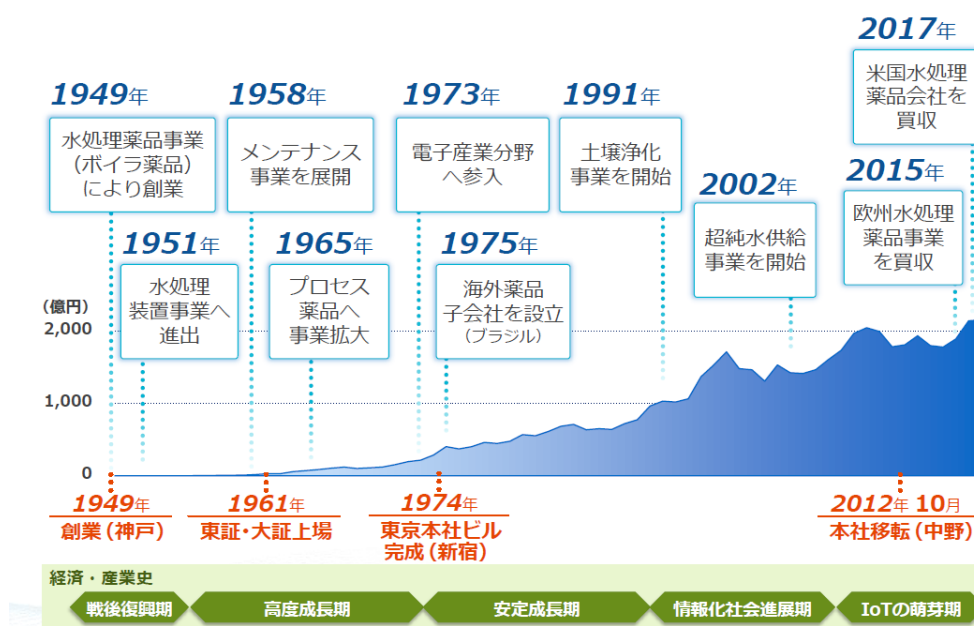 2017年
米国水処理
薬品会社を
買収
1949年
水処理薬品事業
(ボイラ薬品)
により創業
1958年
メンテナンス
事業を展開
1973年
電子産業分野
へ参入
1991年
土壌浄化
事業を開始
2002年
超純水供給
事業を開始
2015年
欧州水処理
薬品事業
を買収
1951年
水処理
装置事業へ
進出
1965年
プロセス
薬品へ
事業拡大
1975年
海外薬品
子会社を設立
(ブラジル)
(億円)
2,000
1,000
0
1949年
創業(神戸)
1961年
東証・大証上場
1974年
東京本社ビル
完成(新宿)
2012年 10月
本社移転(中野)
経済・産業史
戦後復興期
高度成長期
安定成長期
情報化社会進展期
IoTの萌芽期